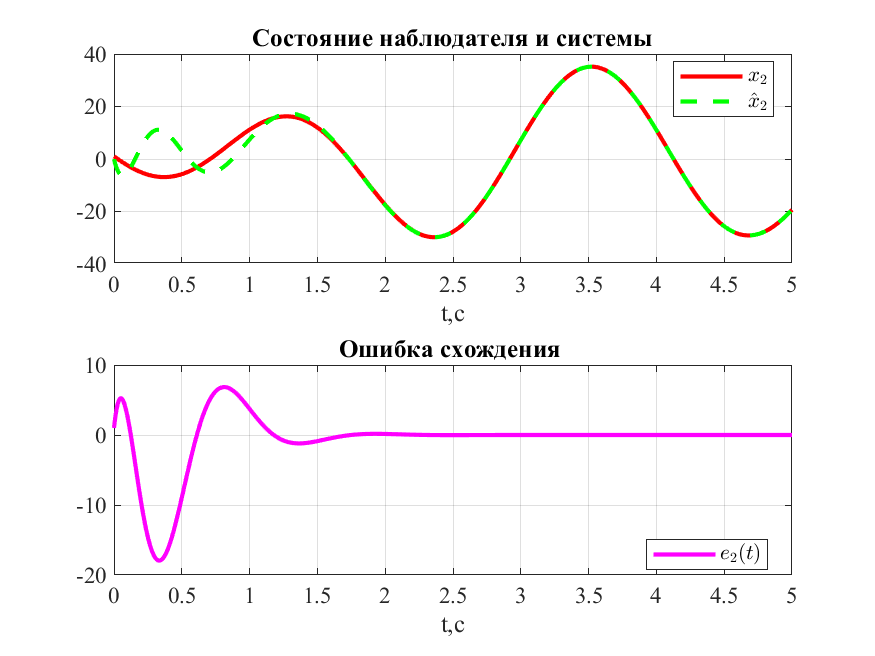 Состояние наблюдателя и системы
40
20
0
-20
-40
x₂
x̂₂
0 0.5 1 1.5 2 2.5 3 3.5 4 4.5 5
t,c
Ошибка схождения
10
0
-10
-20
e₂(t)
0 0.5 1 1.5 2 2.5 3 3.5 4 4.5 5
t,c